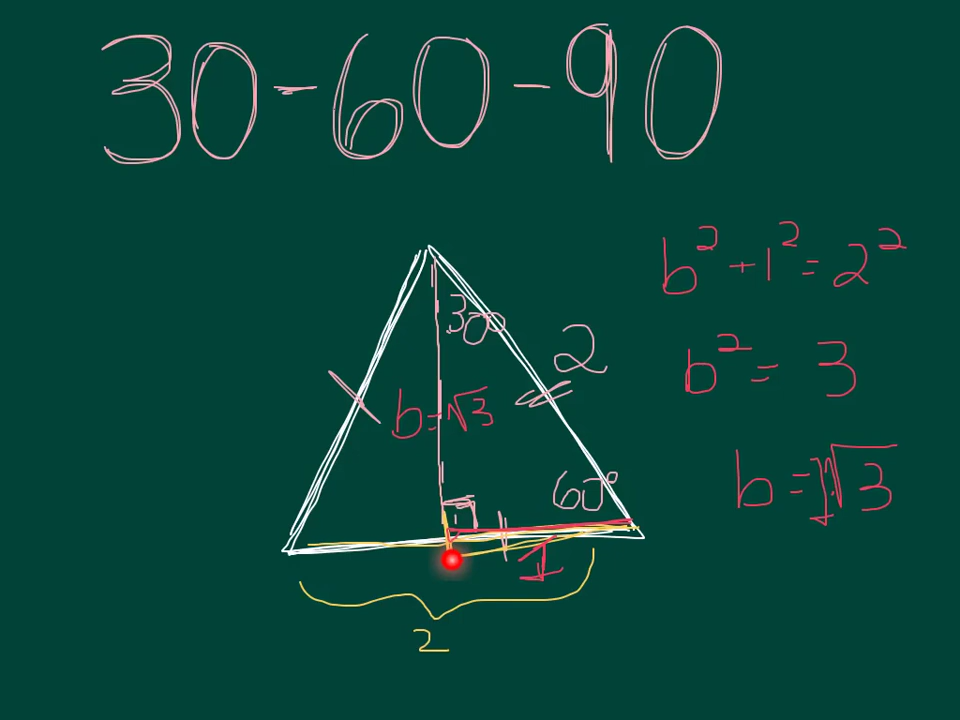 30-60-90
b² + 1² = 2²
30°
2
b² = 3
b=√3
60°
b=√3
1
2